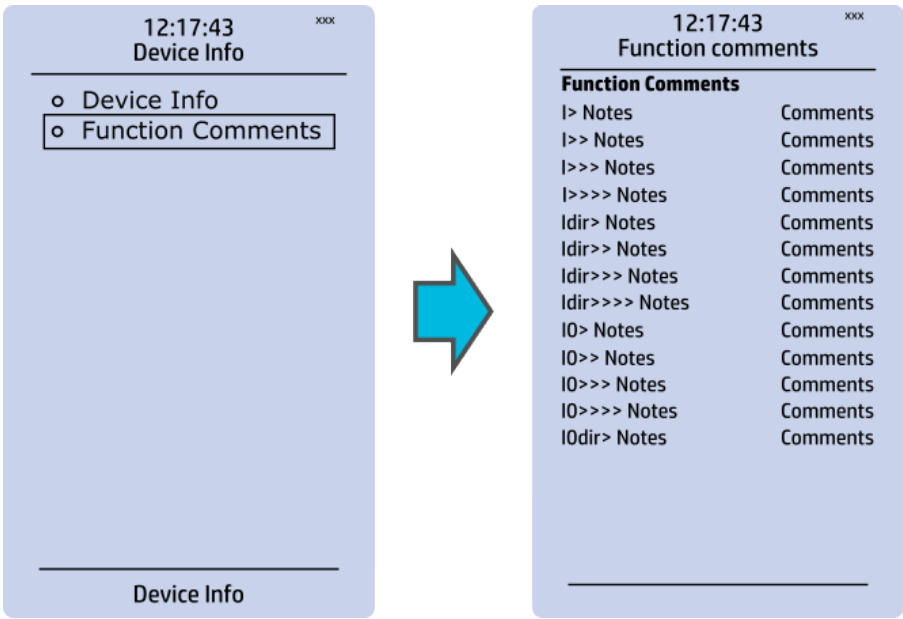 12:17:43 xxx
Device Info
Device Info
Function Comments
Device Info
12:17:43 xxx
Function comments
Function Comments
I> Notes Comments
I>> Notes Comments
I>>> Notes Comments
I>>>> Notes Comments
Idir> Notes Comments
Idir>> Notes Comments
Idir>>> Notes Comments
Idir>>>> Notes Comments
I0> Notes Comments
I0>> Notes Comments
I0>>> Notes Comments
I0>>>> Notes Comments
I0dir> Notes Comments